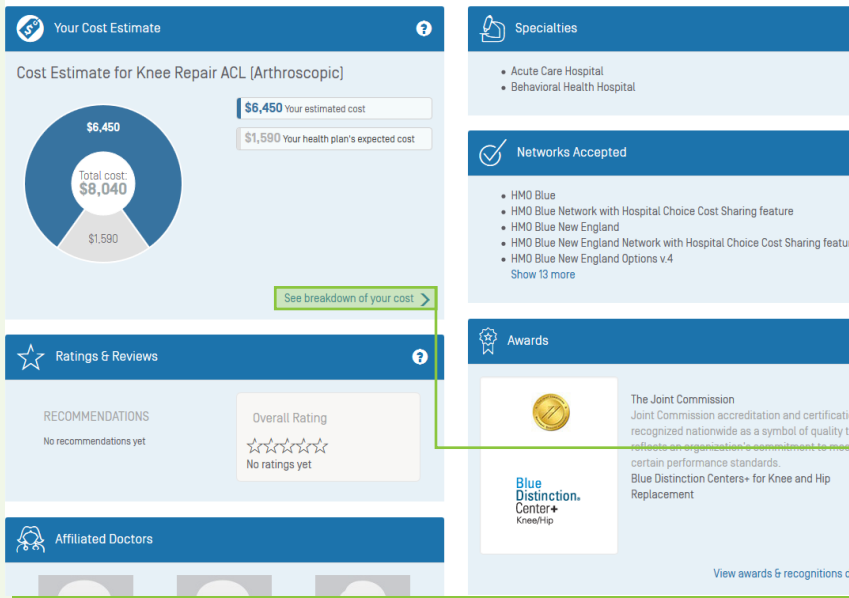 Your Cost Estimate
?
Cost Estimate for Knee Repair ACL [Arthroscopic]
$6,450
Total cost:
$8,040
$1,590
$6,450 Your estimated cost
$1,590 Your health plan's expected cost
See breakdown of your cost
Ratings & Reviews
?
RECOMMENDATIONS
No recommendations yet
Overall Rating
No ratings yet
Affiliated Doctors
Specialties
• Acute Care Hospital
• Behavioral Health Hospital
Networks Accepted
• HMO Blue
• HMO Blue Network with Hospital Choice Cost Sharing feature
• HMO Blue New England
• HMO Blue New England Network with Hospital Choice Cost Sharing featur
• HMO Blue New England Options v.4
Show 13 more
Awards
The Joint Commission
Joint Commission accreditation and certificati
recognized nationwide as a symbol of quality t
reflects an organization's commitment to mee
certain performance standards.
Blue Distinction Centers+ for Knee and Hip
Replacement
Blue
Distinction®
Center+
Knee/Hip
View awards & recognitions o